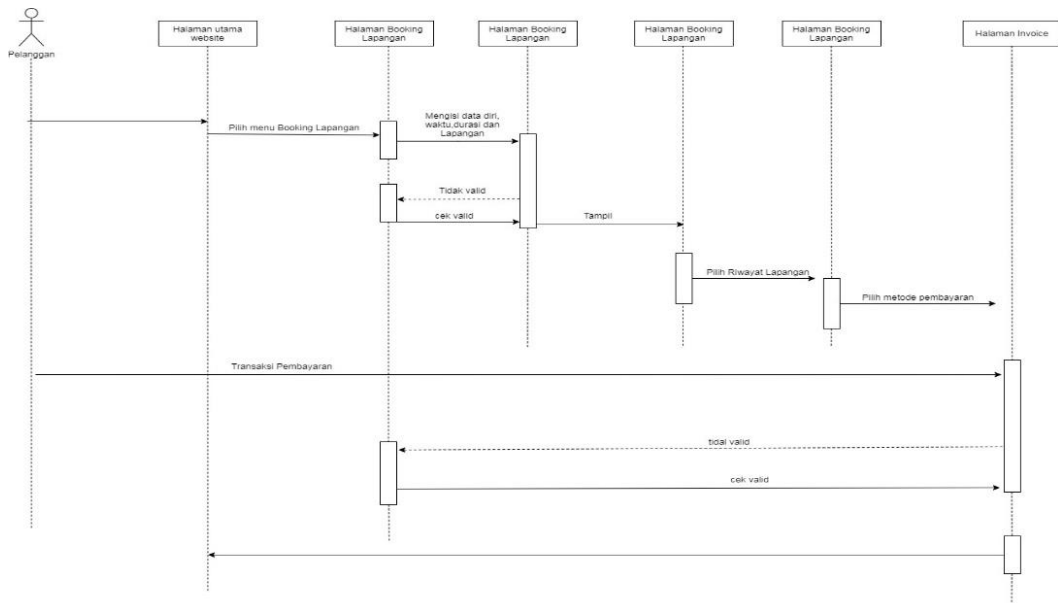 Pelanggan
Halaman utama
website
Halaman Booking
Lapangan
Halaman Booking
Lapangan
Halaman Booking
Lapangan
Halaman Booking
Lapangan
Halaman Invoice
Pilih menu Booking Lapangan
Mengisi data diri,
waktu,durasi dan
Lapangan
Tidak valid
cek valid
Tampil
Pilih Riwayat Lapangan
Pilih metode pembayaran
Transaksi Pembayaran
tidal valid
cek valid